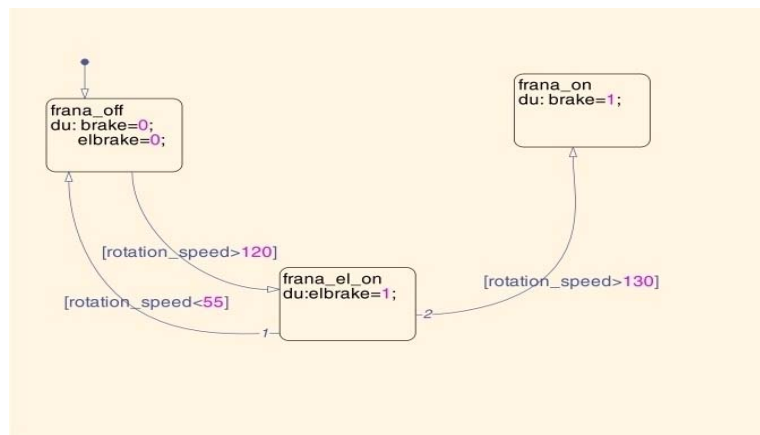 frana_off
du: brake=0;
elbrake=0;
frana_on
du: brake=1;
[rotation_speed>120]
frana_el_on
du:elbrake=1;
[rotation_speed<55]
1
2
[rotation_speed>130]